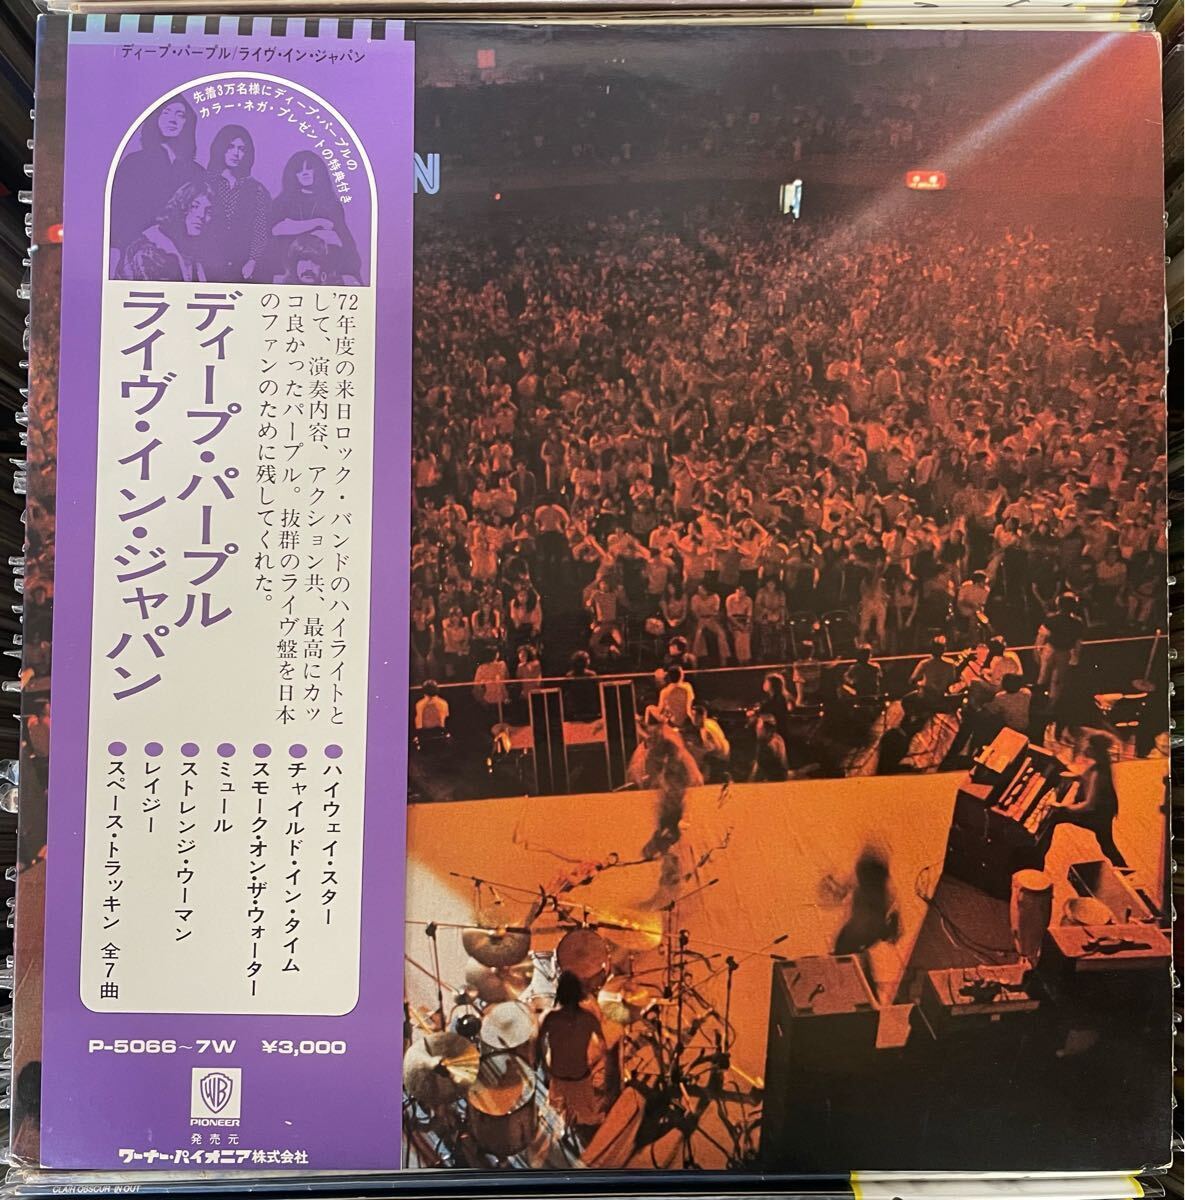 ディープ・パープル/ライヴ・イン・ジャパン
先着3万名様にディープ・パープルの
カラー・ネガ・プレゼントの特典付き
N
'72年度の来日ロック・バンドのハイライトと
して、演奏内容、アクション共、最高にカッ
コ良かったパープル。抜群のライヴ盤を日本
のファンのために残してくれた。
ディープ・パープル
ライヴ・イン・ジャパン
●ハイウェイ・スター
●チャイルド・イン・タイム
●スモーク・オン・ザ・ウォーター
●ミュール
●ストレンジ・ウーマン
●レイジー
●スペース・トラッキン 全7曲
P-5066~7W ¥3,000
WB
PIONEER
発売元
ワーナー・パイオニア株式会社
CLAIR OBSCUR IN OUT